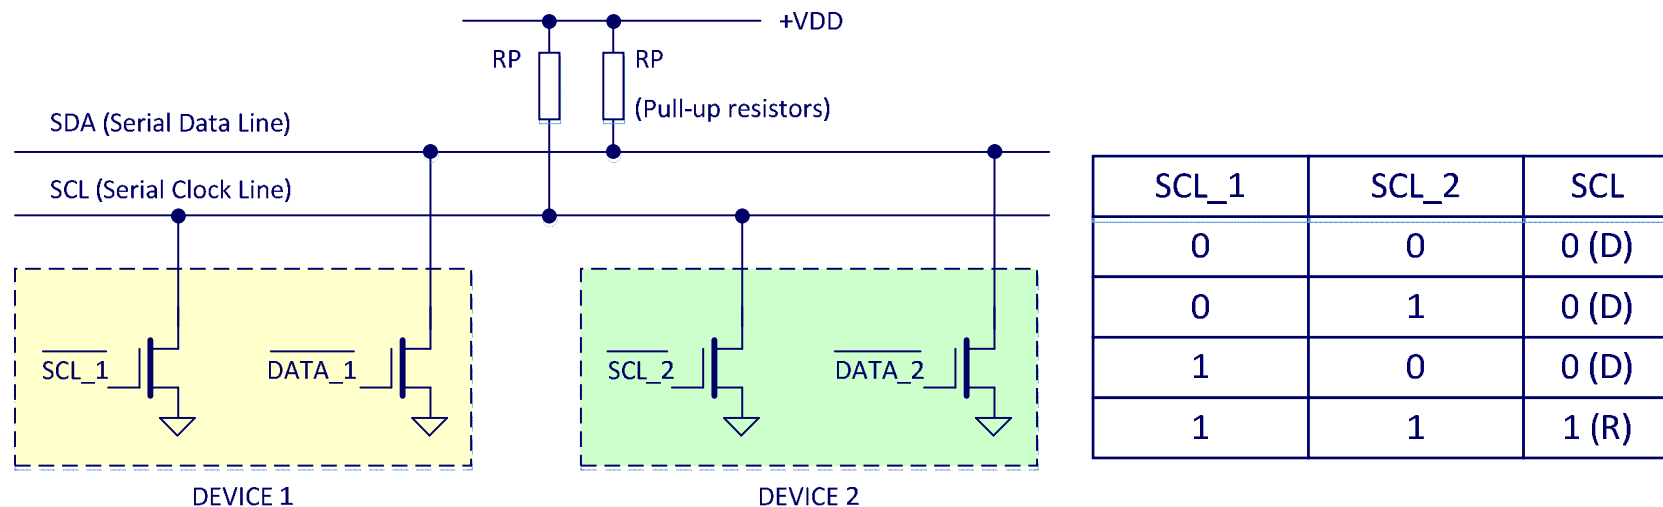 +VDD
RP
RP
(Pull-up resistors)
SDA (Serial Data Line)
SCL (Serial Clock Line)
SCL_1
DATA_1
SCL_2
DATA_2
DEVICE 1
DEVICE 2
SCL_1 SCL_2 SCL
0 0 0 (D)
0 1 0 (D)
1 0 0 (D)
1 1 1 (R)